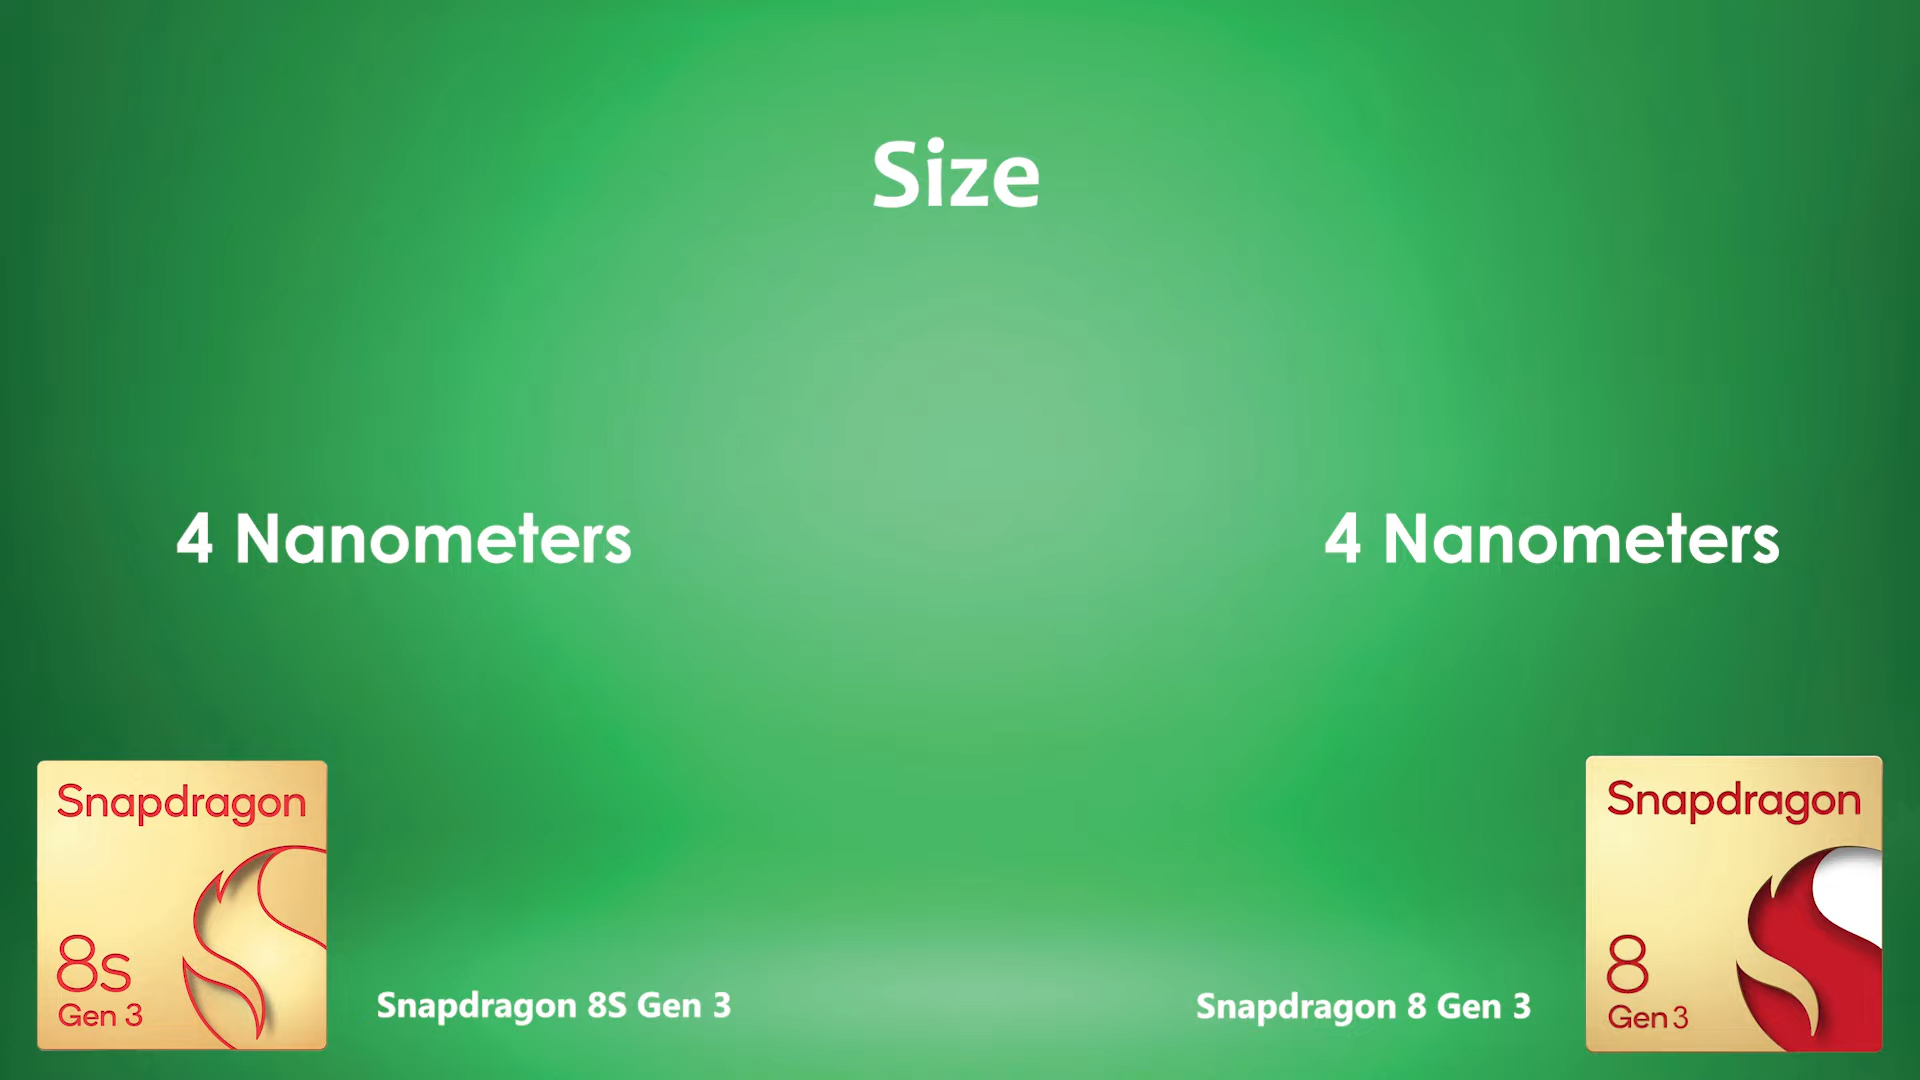 Size
4 Nanometers
4 Nanometers
Snapdragon
8s
Gen 3
Snapdragon 8S Gen 3
Snapdragon 8 Gen 3
Snapdragon
8
Gen 3